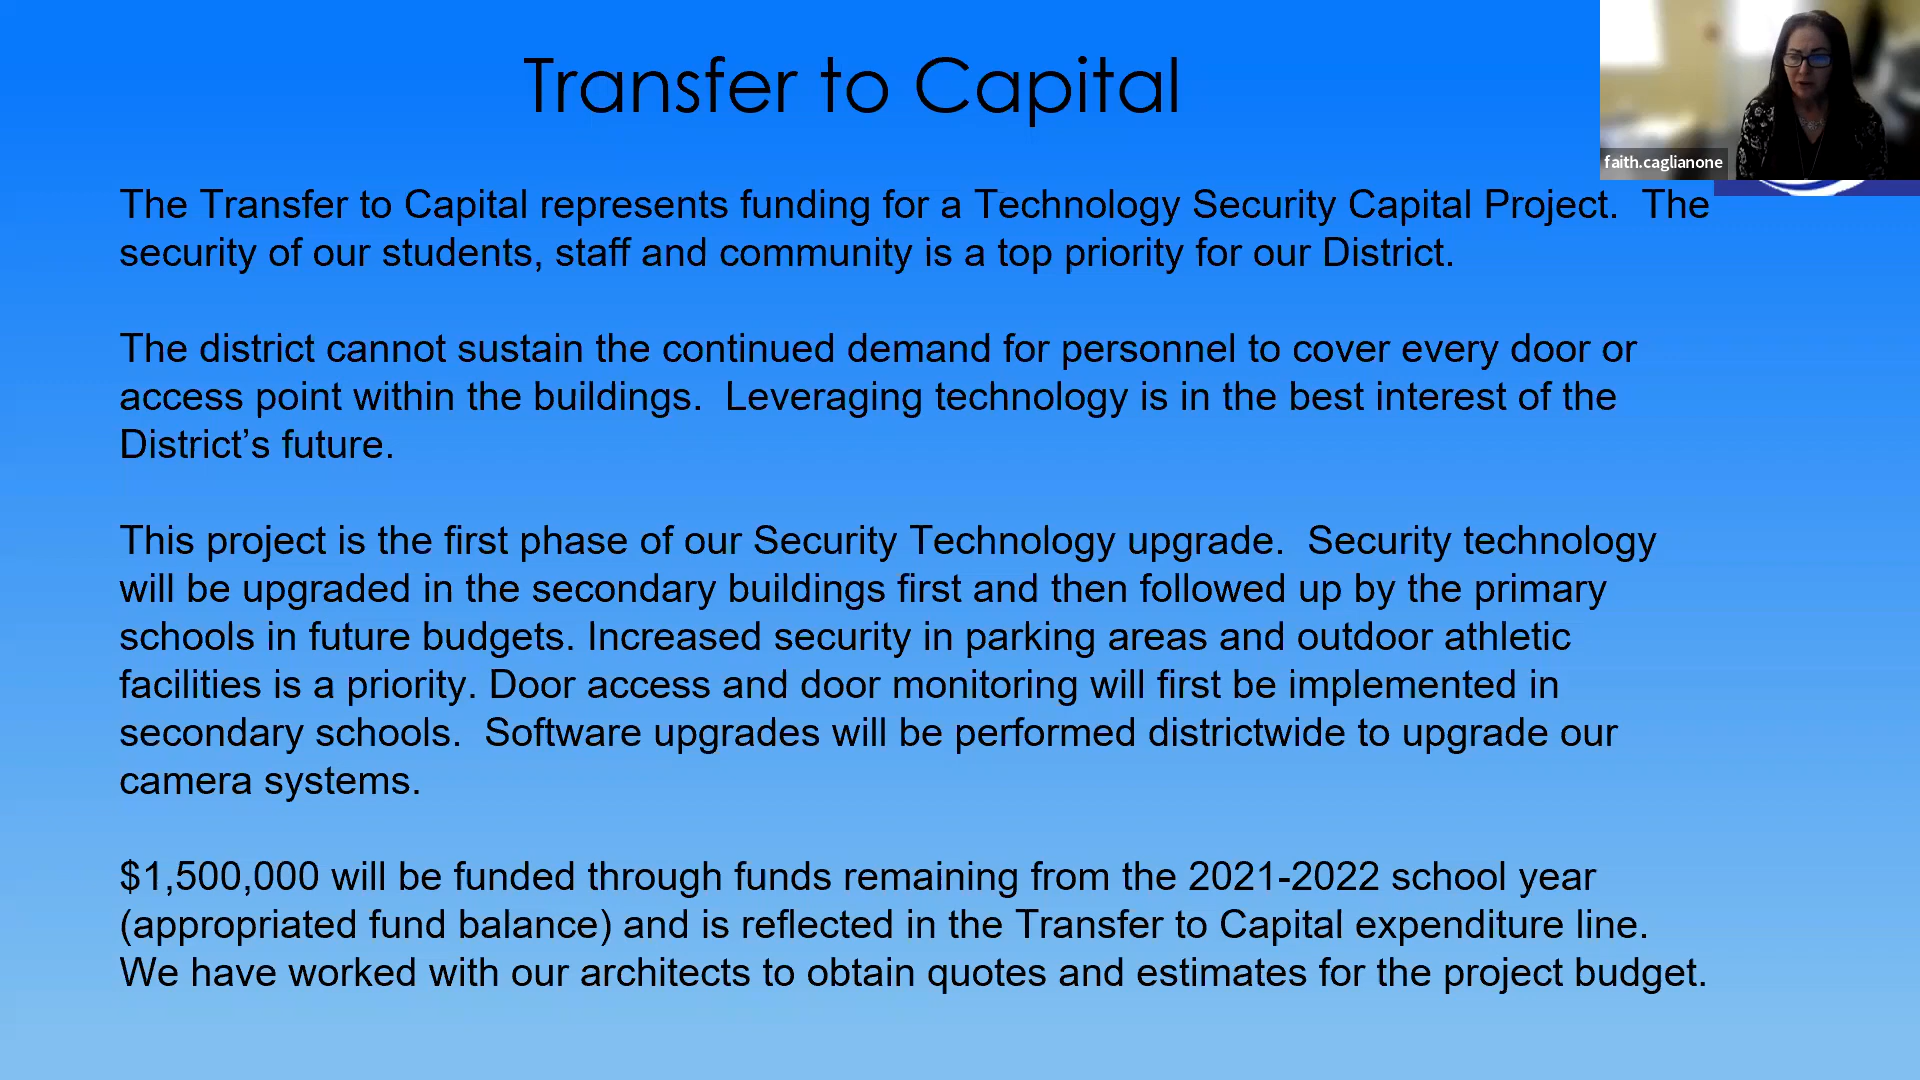 Transfer to Capital
faith.caglianone
The Transfer to Capital represents funding for a Technology Security Capital Project.  The
security of our students, staff and community is a top priority for our District.
The district cannot sustain the continued demand for personnel to cover every door or
access point within the buildings.  Leveraging technology is in the best interest of the
District’s future.
This project is the first phase of our Security Technology upgrade.  Security technology
will be upgraded in the secondary buildings first and then followed up by the primary
schools in future budgets. Increased security in parking areas and outdoor athletic
facilities is a priority. Door access and door monitoring will first be implemented in
secondary schools.  Software upgrades will be performed districtwide to upgrade our
camera systems.
$1,500,000 will be funded through funds remaining from the 2021-2022 school year
(appropriated fund balance) and is reflected in the Transfer to Capital expenditure line.
We have worked with our architects to obtain quotes and estimates for the project budget.